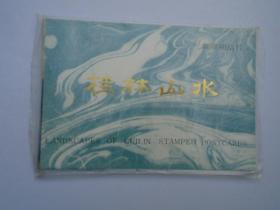 桂林山水
LANDSCAPES OF GUILIN STAMPED POSTCARDS